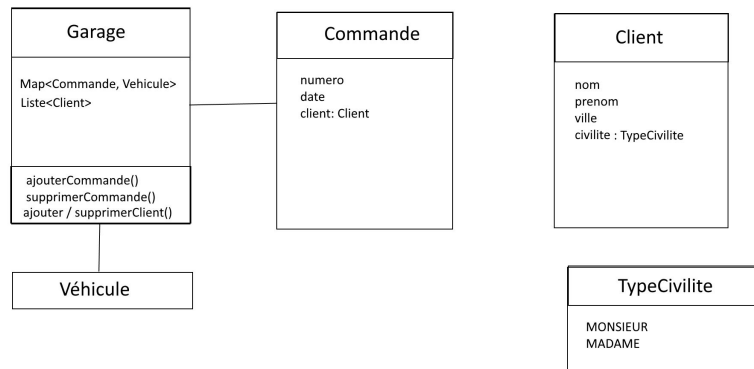 Garage
Map<Commande, Vehicule>
Liste<Client>
ajouterCommande()
supprimerCommande()
ajouter / supprimerClient()
Véhicule
Commande
numero
date
client: Client
Client
nom
prenom
ville
civilite : TypeCivilite
TypeCivilite
MONSIEUR
MADAME